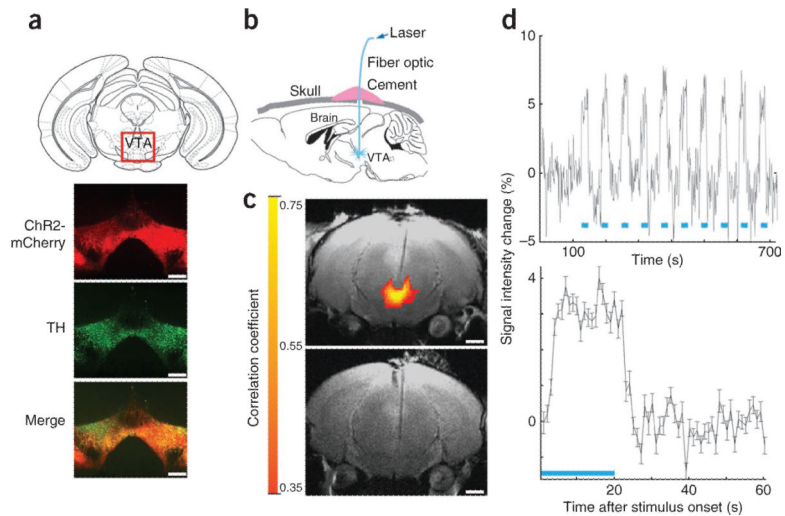 a
VTA
ChR2-
mCherry
TH
Merge
b
Laser
Fiber optic
Cement
Skull
Brain
VTA
c
0.75
0.55
0.35
Correlation coefficient
d
Signal intensity change (%)
10
5
0
−5
100
700
Time (s)
4
0
0
20
40
60
Time after stimulus onset (s)